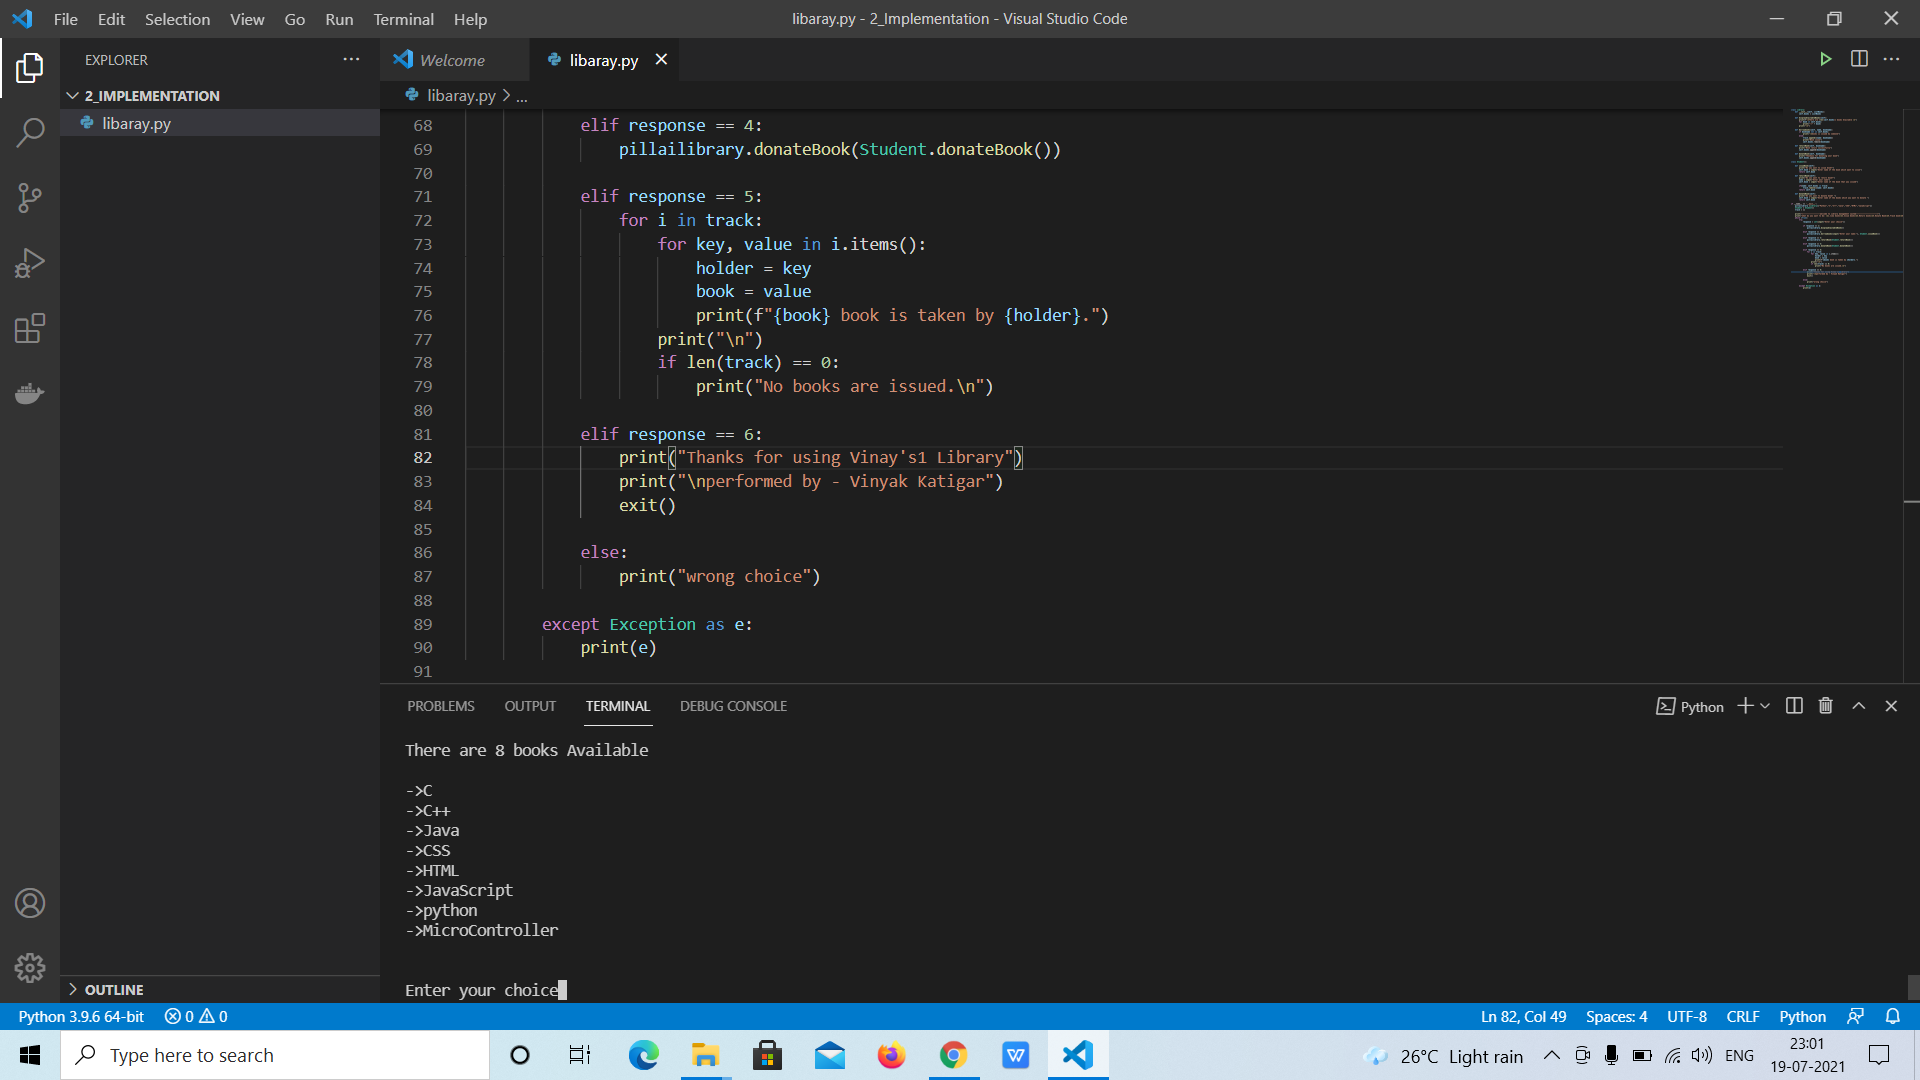 File Edit Selection View Go Run Terminal Help
libaray.py - 2_Implementation - Visual Studio Code
EXPLORER
Welcome
libaray.py
2_IMPLEMENTATION
libaray.py > ...
libaray.py
68 elif response == 4:
69 pillailibrary.donateBook(Student.donateBook())
70
71 elif response == 5:
72 for i in track:
73 for key, value in i.items():
74 holder = key
75 book = value
76 print(f"{book} book is taken by {holder}.")
77 print("\n")
78 if len(track) == 0:
79 print("No books are issued.\n")
80
81 elif response == 6:
82 print("Thanks for using Vinay's1 Library")
83 print("\nperformed by - Vinyak Katigar")
84 exit()
85
86 else:
87 print("wrong choice")
88
89 except Exception as e:
90 print(e)
91
PROBLEMS OUTPUT TERMINAL DEBUG CONSOLE
Python
There are 8 books Available
->C
->C++
->Java
->CSS
->HTML
->JavaScript
->python
->MicroController
Enter your choice
OUTLINE
Python 3.9.6 64-bit 0 0
Ln 82, Col 49 Spaces: 4 UTF-8 CRLF Python
Type here to search
26°C Light rain
ENG
23:01
19-07-2021